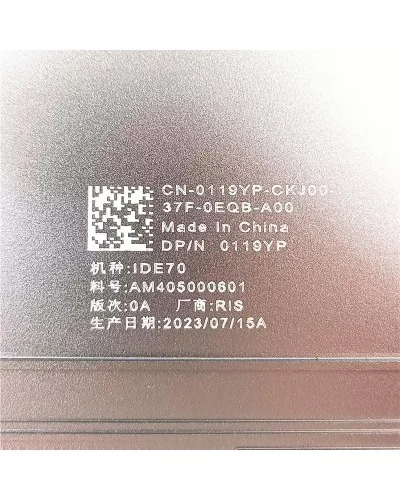 CN-0119YP-CKJ00-
37F-0EQB-A00
Made In China
DP/N 0119YP
机种:IDE70
料号:AM405000601
版次:0A 厂商:RIS
生产日期:2023/07/15A